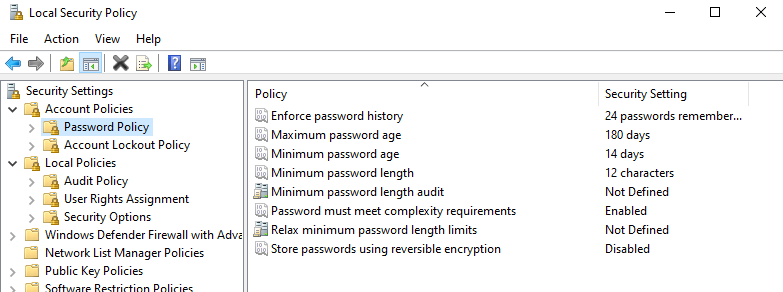 Local Security Policy
File Action View Help
Security Settings
Account Policies
Password Policy
Account Lockout Policy
Local Policies
Audit Policy
User Rights Assignment
Security Options
Windows Defender Firewall with Adva
Network List Manager Policies
Public Key Policies
Software Restriction Policies
Policy Security Setting
Enforce password history 24 passwords remember...
Maximum password age 180 days
Minimum password age 14 days
Minimum password length 12 characters
Minimum password length audit Not Defined
Password must meet complexity requirements Enabled
Relax minimum password length limits Not Defined
Store passwords using reversible encryption Disabled